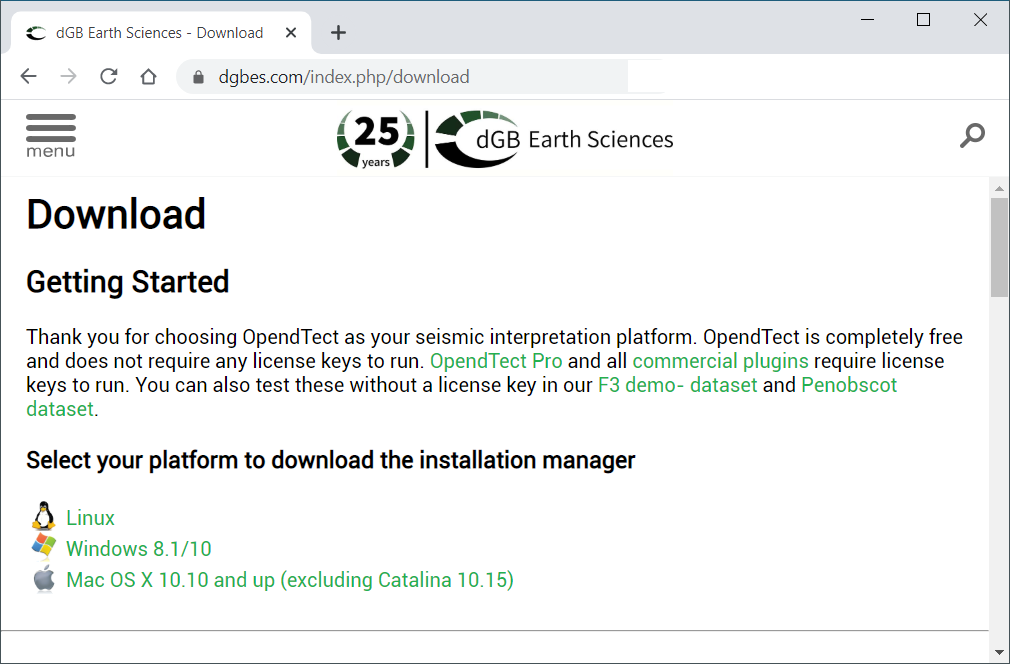 dGB Earth Sciences - Download
dgbes.com/index.php/download
menu
25
years
dGB Earth Sciences
Download
Getting Started
Thank you for choosing OpendTect as your seismic interpretation platform. OpendTect is completely free
and does not require any license keys to run. OpendTect Pro and all commercial plugins require license
keys to run. You can also test these without a license key in our F3 demo- dataset and Penobscot
dataset.
Select your platform to download the installation manager
Linux
Windows 8.1/10
Mac OS X 10.10 and up (excluding Catalina 10.15)